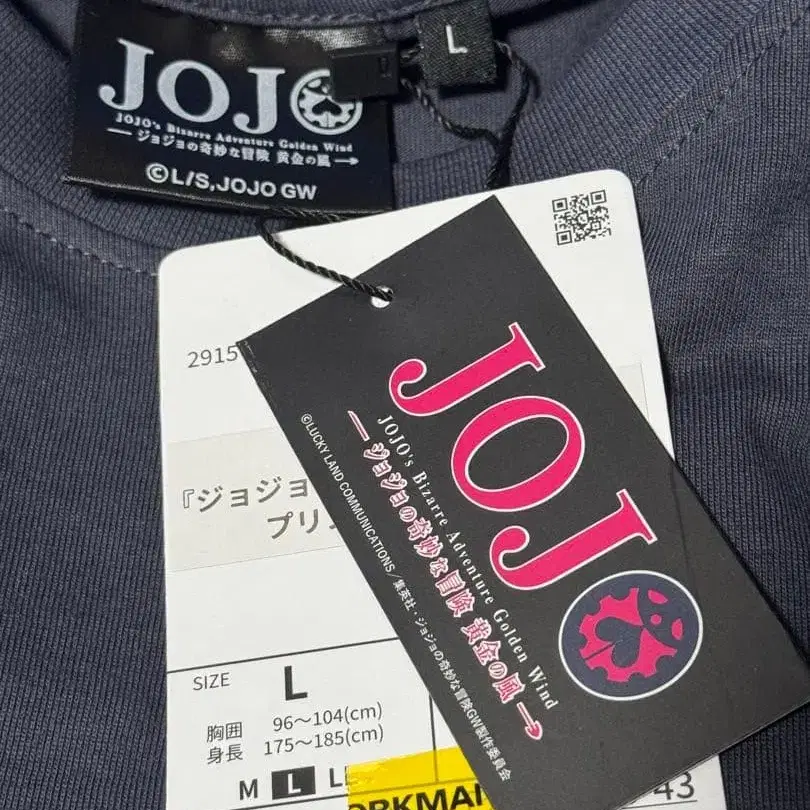 JOJO
JOJO's Bizarre Adventure Golden Wind
ジョジョの奇妙な冒険 黄金の風
©L/S,JOJO GW
L
2915
『ジョジョ
プリ
SIZE L
胸囲 96~104(cm)
身長 175~185(cm)
M L
43
JOJO
JOJO's Bizarre Adventure Golden Wind
ジョジョの奇妙な冒険 黄金の風
©LUCKY LAND COMMUNICATIONS/集英社・ジョジョの奇妙な冒険GW製作委員会